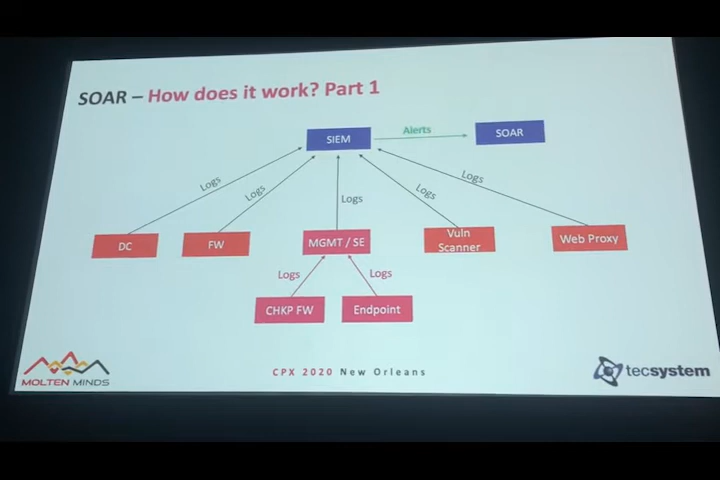 SOAR – How does it work? Part 1
SIEM
Alerts
SOAR
Logs
Logs
Logs
Logs
Logs
DC
FW
MGMT / SE
Vuln
Scanner
Web Proxy
Logs
Logs
CHKP FW
Endpoint
MOLTEN MINDS
CPX 2020 New Orleans
tecsystem